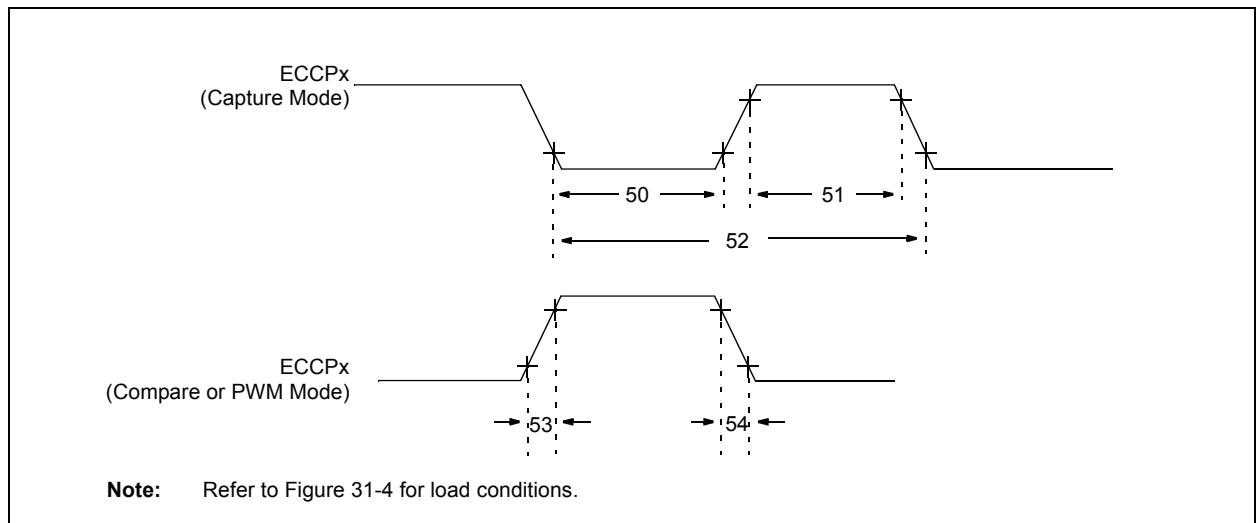 ECCPx
(Capture Mode)
50
51
52
ECCPx
(Compare or PWM Mode)
53
54
Note: Refer to Figure 31-4 for load conditions.